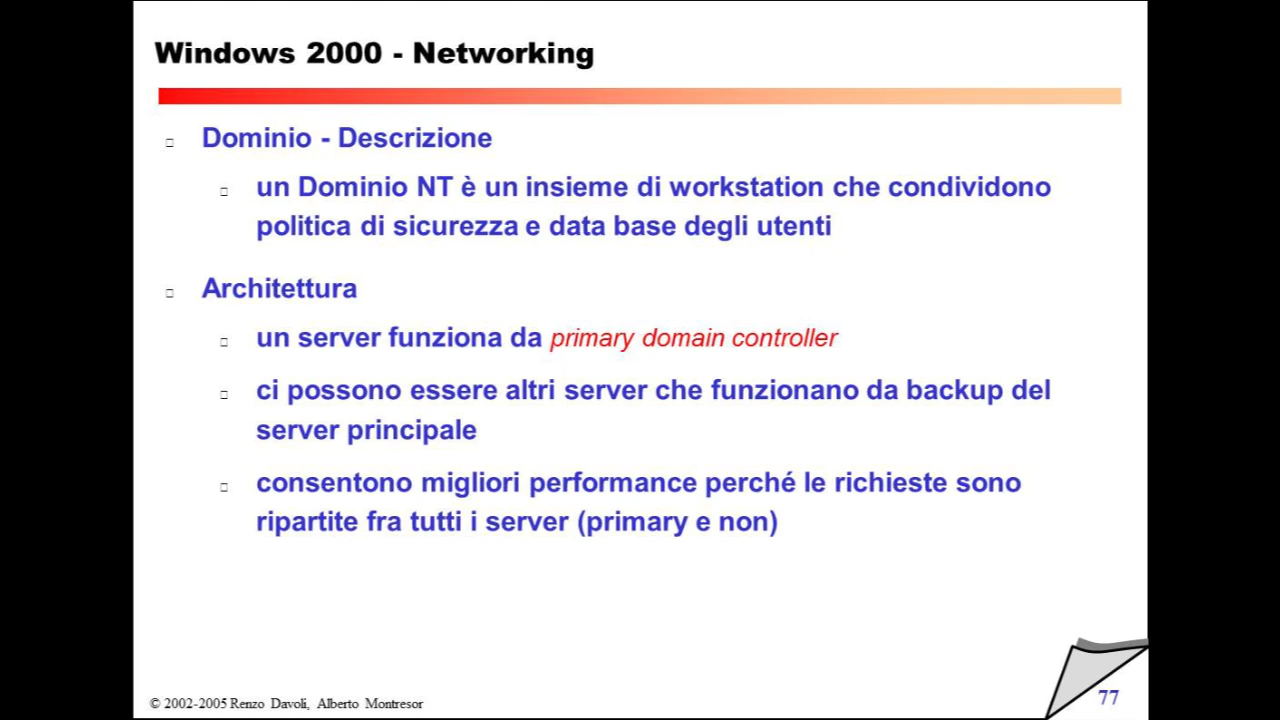 Windows 2000 - Networking
Dominio - Descrizione
un Dominio NT è un insieme di workstation che condividono
politica di sicurezza e data base degli utenti
Architettura
un server funziona da primary domain controller
ci possono essere altri server che funzionano da backup del
server principale
consentono migliori performance perché le richieste sono
ripartite fra tutti i server (primary e non)
© 2002-2005 Renzo Davoli, Alberto Montresor
77